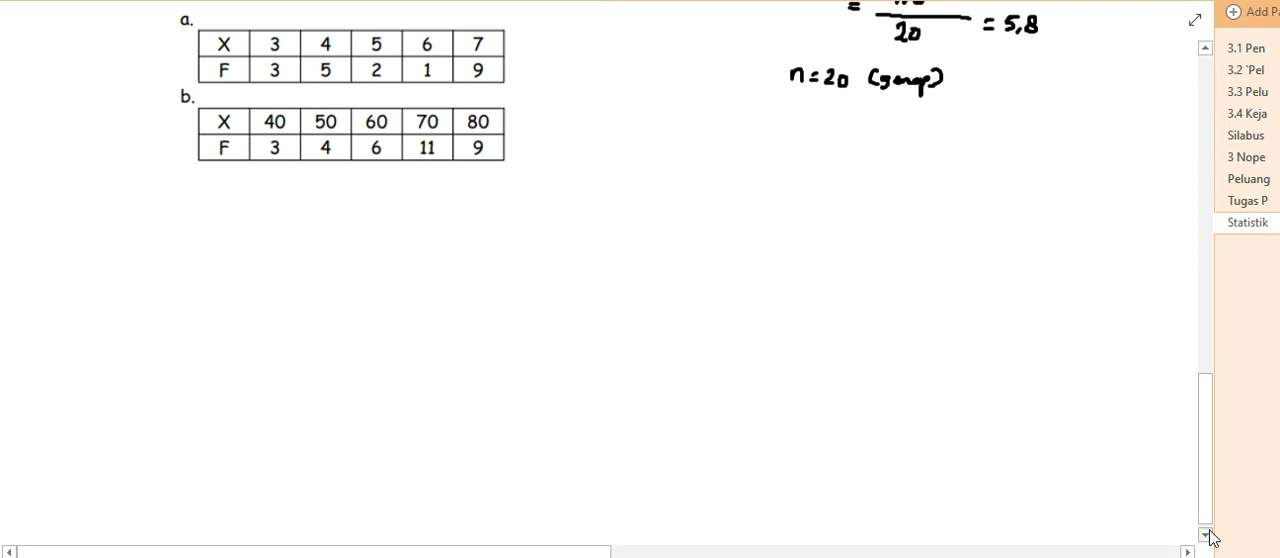 a.
X 3 4 5 6 7
F 3 5 2 1 9
b.
X 40 50 60 70 80
F 3 4 6 11 9
=
20
= 5,8
n = 20 (genap)
Add Pa
3.1 Pen
3.2 `Pel
3.3 Pelu
3.4 Keja
Silabus
3 Nope
Peluang
Tugas P
Statistik